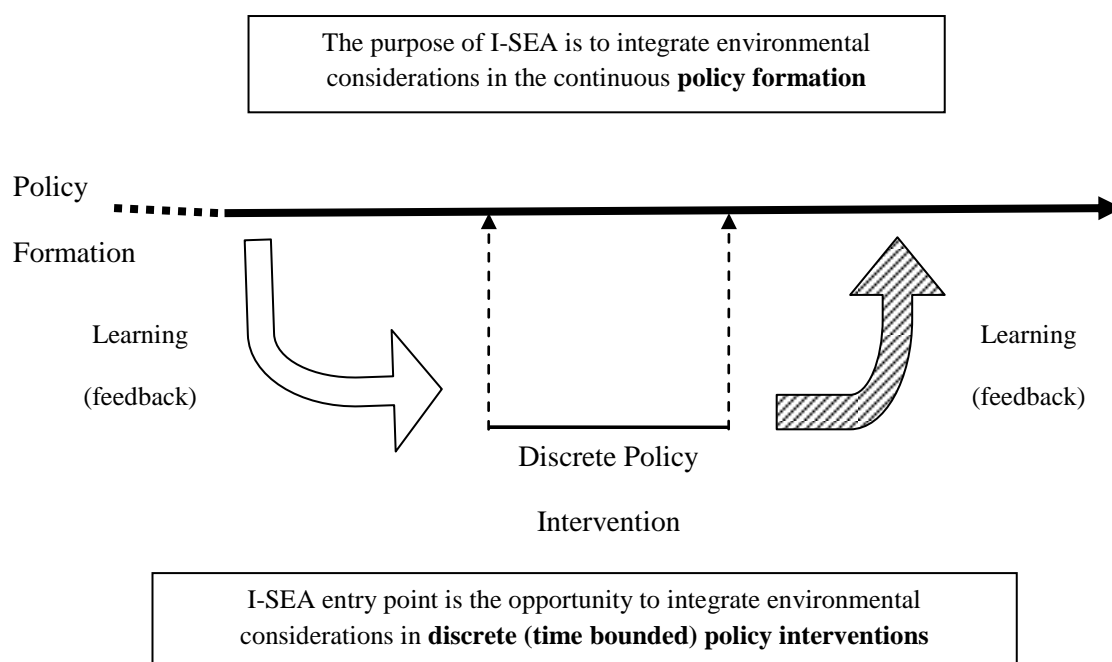 The purpose of I-SEA is to integrate environmental
considerations in the continuous policy formation
Policy
Formation
Learning
(feedback)
Learning
(feedback)
Discrete Policy
Intervention
I-SEA entry point is the opportunity to integrate environmental
considerations in discrete (time bounded) policy interventions